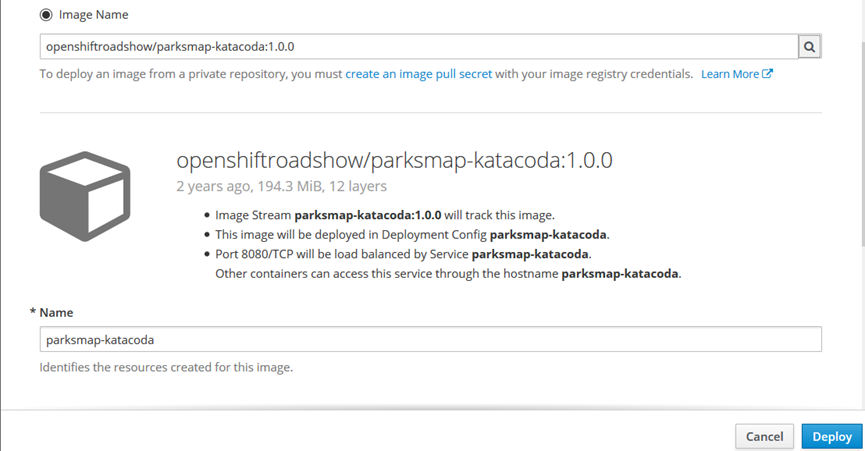 Image Name
openshiftroadshow/parksmap-katacoda:1.0.0
To deploy an image from a private repository, you must create an image pull secret with your image registry credentials. Learn More
openshiftroadshow/parksmap-katacoda:1.0.0
2 years ago, 194.3 MiB, 12 layers
• Image Stream parksmap-katacoda:1.0.0 will track this image.
• This image will be deployed in Deployment Config parksmap-katacoda.
• Port 8080/TCP will be load balanced by Service parksmap-katacoda.
Other containers can access this service through the hostname parksmap-katacoda.
* Name
parksmap-katacoda
Identifies the resources created for this image.
Cancel Deploy